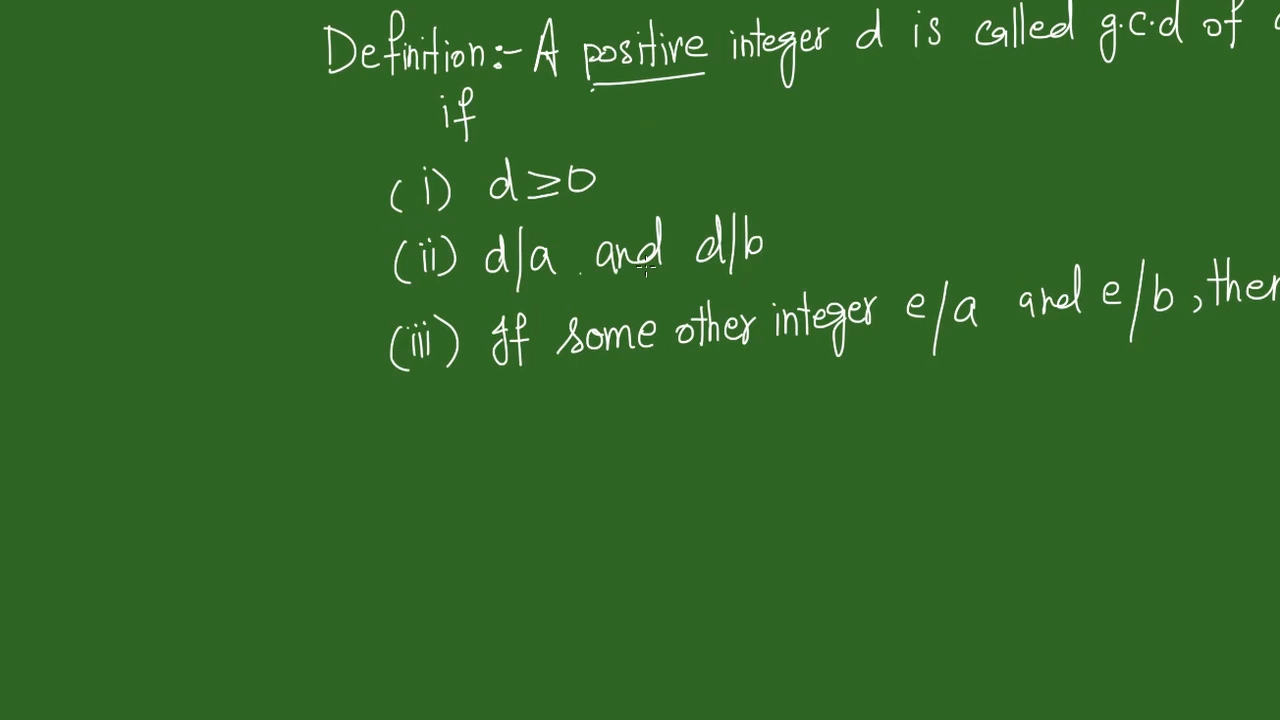 Definition:- A positive integer d is called g.c.d of
if
(i) d≥0
(ii) d/a and d/b
(iii) If some other integer e/a and e/b, then